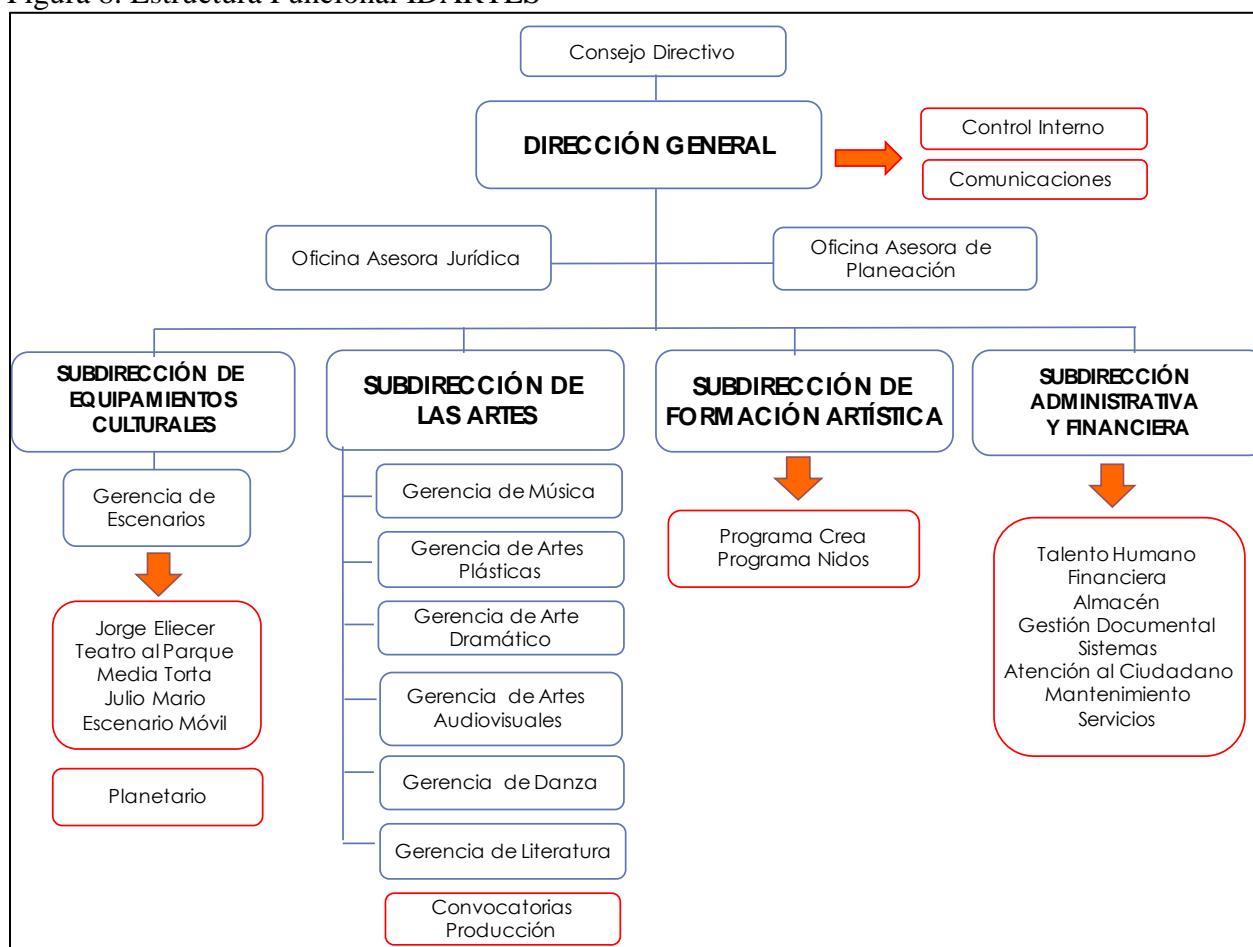 Figura 8. Estructura Funcional IDARTES
Consejo Directivo
DIRECCIÓN GENERAL
Control Interno
Comunicaciones
Oficina Asesora Jurídica
Oficina Asesora de
Planeación
SUBDIRECCIÓN DE
EQUIPAMIENTOS
CULTURALES
Gerencia de
Escenarios
Jorge Eliecer
Teatro al Parque
Media Torta
Julio Mario
Escenario Móvil
Planetario
SUBDIRECCIÓN DE
LAS ARTES
Gerencia de Música
Gerencia de Artes
Plásticas
Gerencia de Arte
Dramático
Gerencia de Artes
Audiovisuales
Gerencia de Danza
Gerencia de Literatura
Convocatorias
Producción
SUBDIRECCIÓN DE
FORMACIÓN ARTÍSTICA
Programa Crea
Programa Nidos
SUBDIRECCIÓN
ADMINISTRATIVA
Y FINANCIERA
Talento Humano
Financiera
Almacén
Gestión Documental
Sistemas
Atención al Ciudadano
Mantenimiento
Servicios